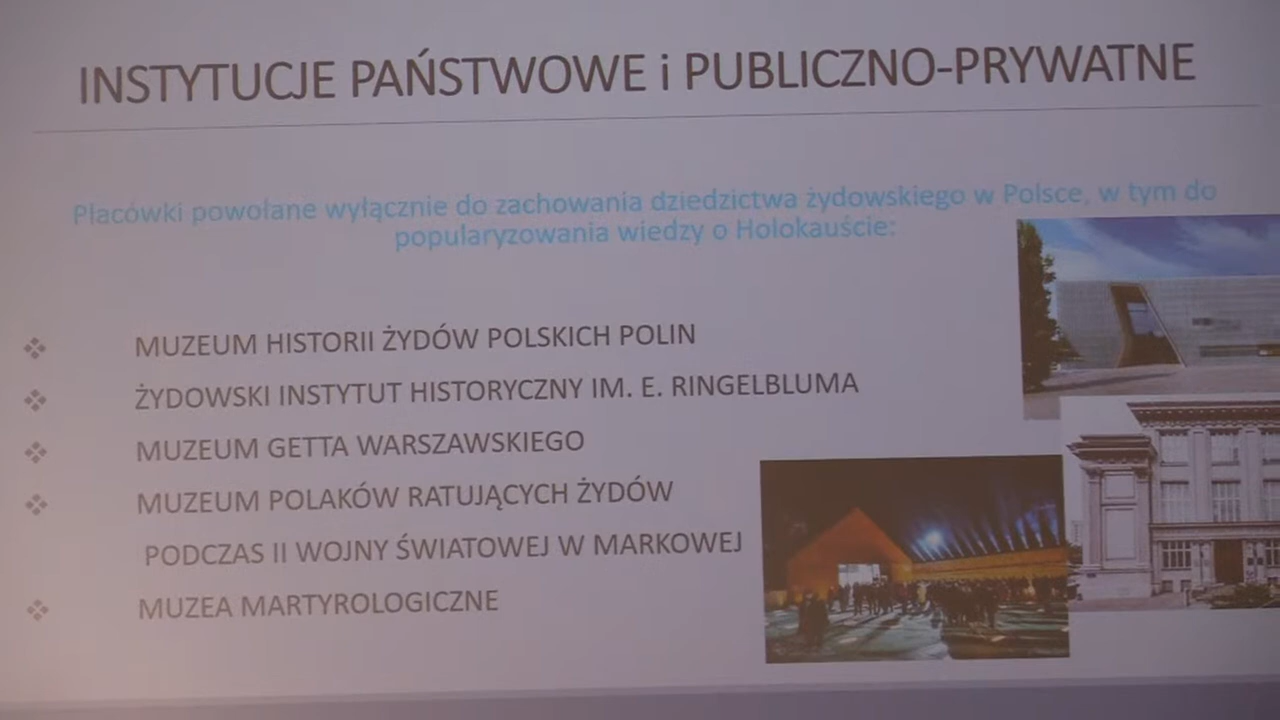 INSTYTUCJE PAŃSTWOWE i PUBLICZNO-PRYWATNE
Placówki powołane wyłącznie do zachowania dziedzictwa żydowskiego w Polsce, w tym do
popularyzowania wiedzy o Holokauście:
MUZEUM HISTORII ŻYDÓW POLSKICH POLIN
ŻYDOWSKI INSTYTUT HISTORYCZNY IM. E. RINGELBLUMA
MUZEUM GETTA WARSZAWSKIEGO
MUZEUM POLAKÓW RATUJĄCYCH ŻYDÓW
PODCZAS II WOJNY ŚWIATOWEJ W MARKOWEJ
MUZEA MARTYROLOGICZNE